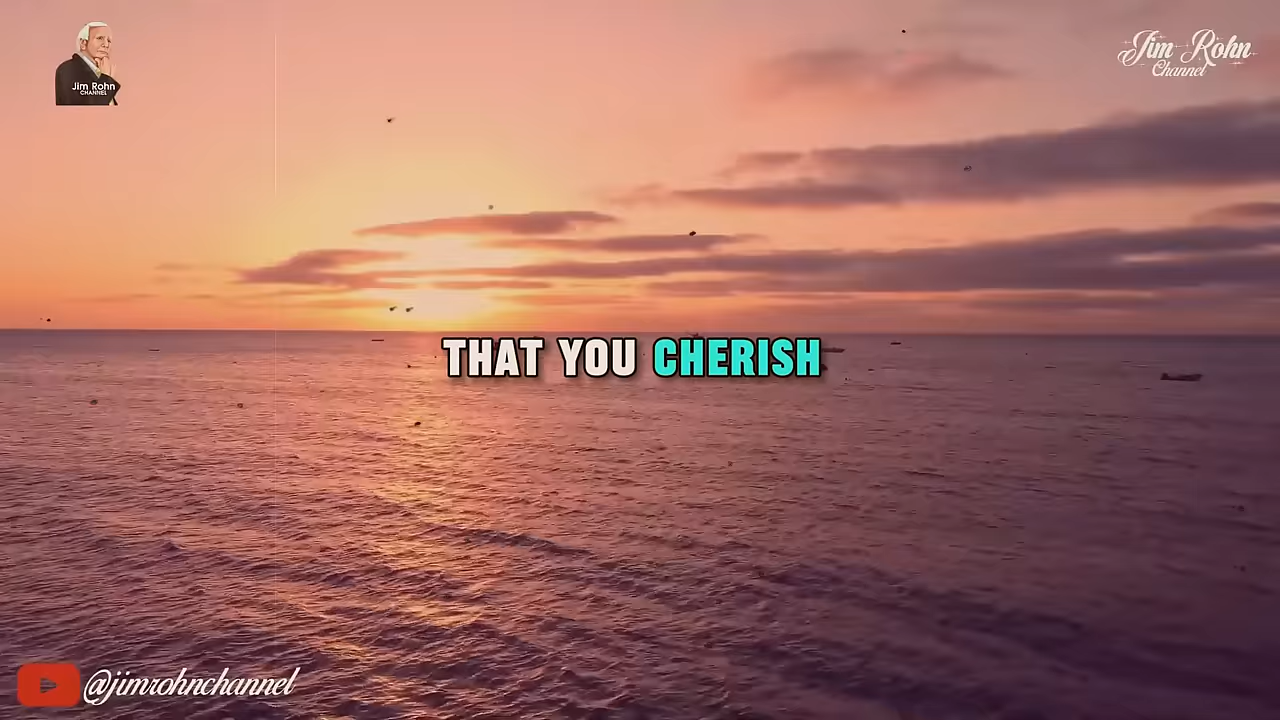 Jim Rohn
CHANNEL
Jim Rohn
Channel
THAT YOU CHERISH
@jimrohnchannel